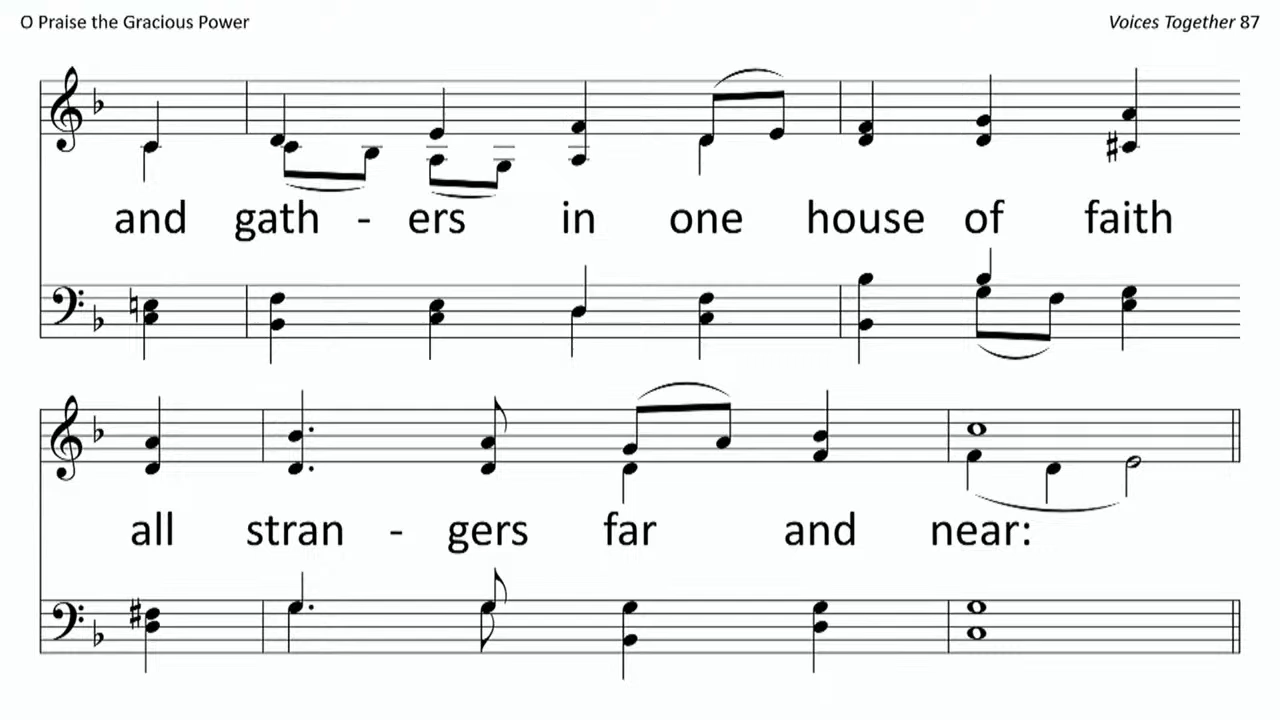 O Praise the Gracious Power
Voices Together 87
and gath - ers in one house of faith
all stran - gers far and near: